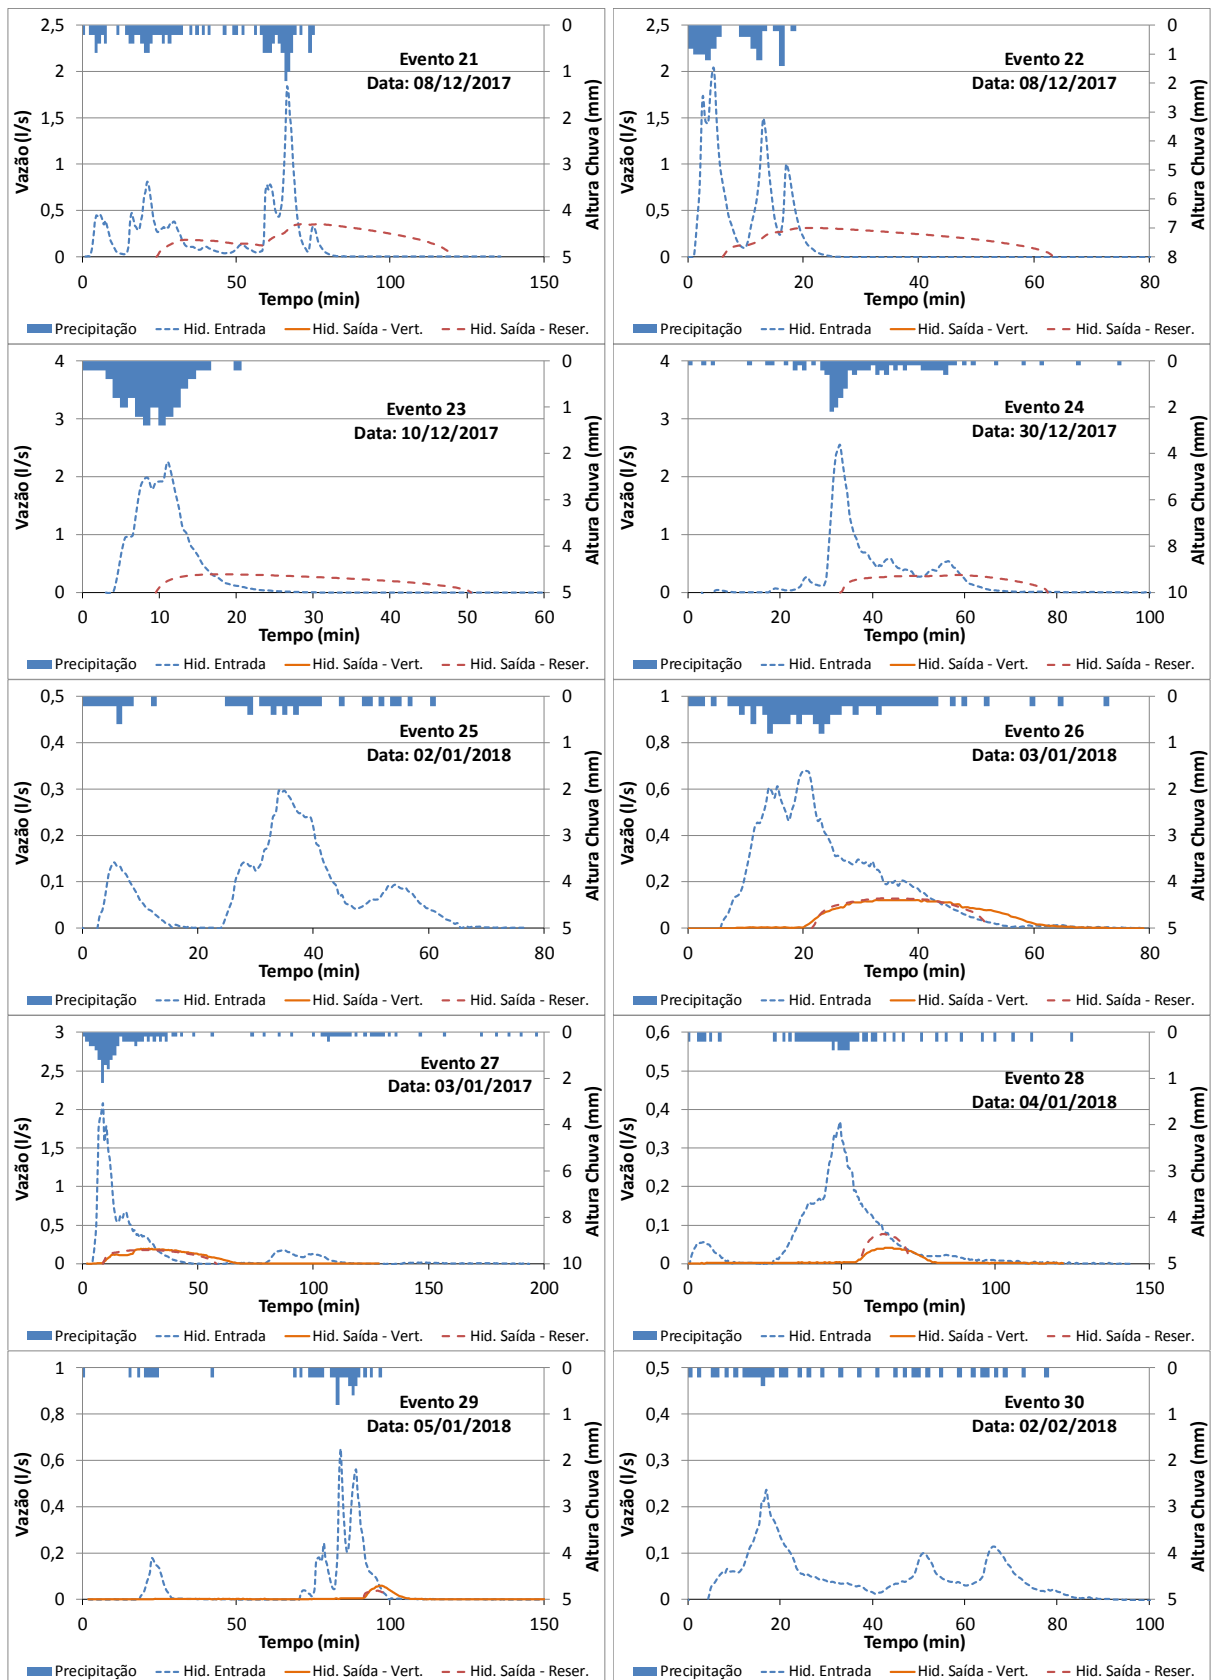 2,5
2
1,5
1
0,5
0
0
1
2
3
4
5
0
50
100
150
Vazão (l/s)
Altura Chuva (mm)
Evento 21
Data: 08/12/2017
Tempo (min)
Precipitação Hid. Entrada Hid. Saída - Vert. Hid. Saída - Reser.
2,5
2
1,5
1
0,5
0
0
1
2
3
4
5
6
7
8
0
20
40
60
80
Vazão (l/s)
Altura Chuva (mm)
Evento 22
Data: 08/12/2017
Tempo (min)
Precipitação Hid. Entrada Hid. Saída - Vert. Hid. Saída - Reser.
4
3
2
1
0
0
1
2
3
4
5
0
10
20
30
40
50
60
Vazão (l/s)
Altura Chuva (mm)
Evento 23
Data: 10/12/2017
Tempo (min)
Precipitação Hid. Entrada Hid. Saída - Vert. Hid. Saída - Reser.
4
3
2
1
0
0
2
4
6
8
10
0
20
40
60
80
100
Vazão (l/s)
Altura Chuva (mm)
Evento 24
Data: 30/12/2017
Tempo (min)
Precipitação Hid. Entrada Hid. Saída - Vert. Hid. Saída - Reser.
0,5
0,4
0,3
0,2
0,1
0
0
1
2
3
4
5
0
20
40
60
80
Vazão (l/s)
Altura Chuva (mm)
Evento 25
Data: 02/01/2018
Tempo (min)
Precipitação Hid. Entrada Hid. Saída - Vert. Hid. Saída - Reser.
1
0,8
0,6
0,4
0,2
0
0
1
2
3
4
5
0
20
40
60
80
Vazão (l/s)
Altura Chuva (mm)
Evento 26
Data: 03/01/2018
Tempo (min)
Precipitação Hid. Entrada Hid. Saída - Vert. Hid. Saída - Reser.
3
2,5
2
1,5
1
0,5
0
0
2
4
6
8
10
0
50
100
150
200
Vazão (l/s)
Altura Chuva (mm)
Evento 27
Data: 03/01/2017
Tempo (min)
Precipitação Hid. Entrada Hid. Saída - Vert. Hid. Saída - Reser.
0,6
0,5
0,4
0,3
0,2
0,1
0
0
1
2
3
4
5
0
50
100
150
Vazão (l/s)
Altura Chuva (mm)
Evento 28
Data: 04/01/2018
Tempo (min)
Precipitação Hid. Entrada Hid. Saída - Vert. Hid. Saída - Reser.
1
0,8
0,6
0,4
0,2
0
0
1
2
3
4
5
0
50
100
150
Vazão (l/s)
Altura Chuva (mm)
Evento 29
Data: 05/01/2018
Tempo (min)
Precipitação Hid. Entrada Hid. Saída - Vert. Hid. Saída - Reser.
0,5
0,4
0,3
0,2
0,1
0
0
1
2
3
4
5
0
20
40
60
80
100
Vazão (l/s)
Altura Chuva (mm)
Evento 30
Data: 02/02/2018
Tempo (min)
Precipitação Hid. Entrada Hid. Saída - Vert. Hid. Saída - Reser.